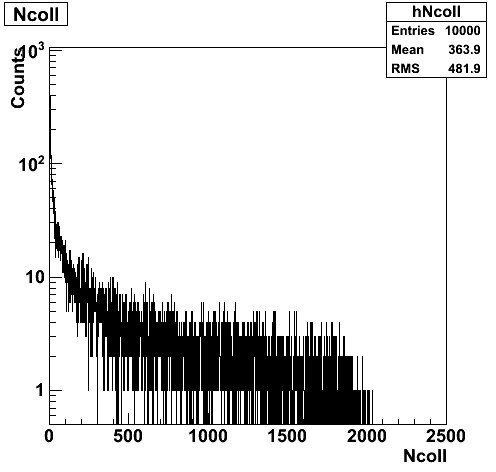 Ncoll
hNcoll
Entries 10000
Mean 363.9
RMS 481.9
Counts
10³
10²
10
1
0 500 1000 1500 2000 2500
Ncoll